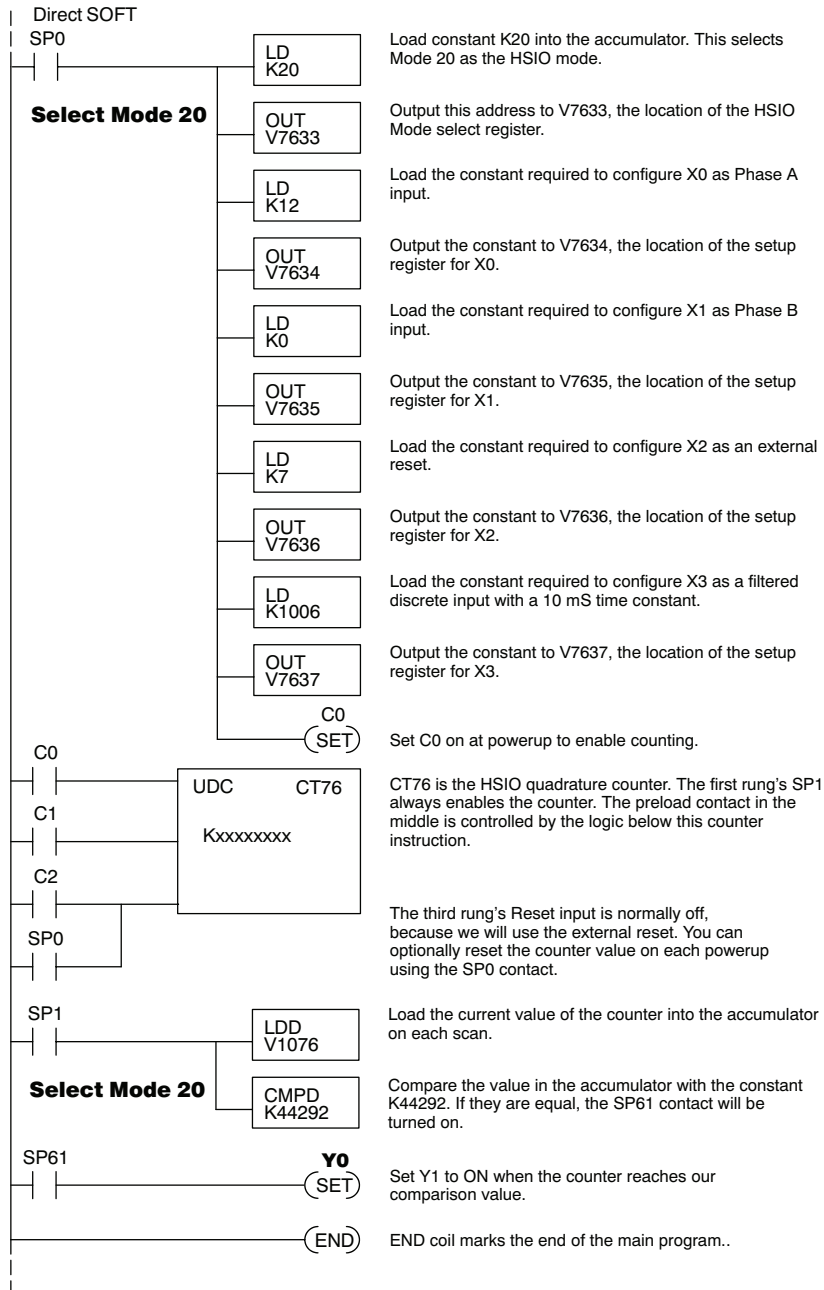 Direct SOFT
SP0
LD
K20
Load constant K20 into the accumulator. This selects
Mode 20 as the HSIO mode.
Select Mode 20
OUT
V7633
Output this address to V7633, the location of the HSIO
Mode select register.
LD
K12
Load the constant required to configure X0 as Phase A
input.
OUT
V7634
Output the constant to V7634, the location of the setup
register for X0.
LD
K0
Load the constant required to configure X1 as Phase B
input.
OUT
V7635
Output the constant to V7635, the location of the setup
register for X1.
LD
K7
Load the constant required to configure X2 as an external
reset.
OUT
V7636
Output the constant to V7636, the location of the setup
register for X2.
LD
K1006
Load the constant required to configure X3 as a filtered
discrete input with a 10 mS time constant.
OUT
V7637
Output the constant to V7637, the location of the setup
register for X3.
C0
SET
Set C0 on at powerup to enable counting.
C0
UDC CT76
Kxxxxxxxx
C1
CT76 is the HSIO quadrature counter. The first rung's SP1
always enables the counter. The preload contact in the
middle is controlled by the logic below this counter
instruction.
C2
SP0
The third rung's Reset input is normally off,
because we will use the external reset. You can
optionally reset the counter value on each powerup
using the SP0 contact.
SP1
LDD
V1076
Load the current value of the counter into the accumulator
on each scan.
Select Mode 20
CMPD
K44292
Compare the value in the accumulator with the constant
K44292. If they are equal, the SP61 contact will be
turned on.
SP61
Y0
SET
Set Y1 to ON when the counter reaches our
comparison value.
END
END coil marks the end of the main program..